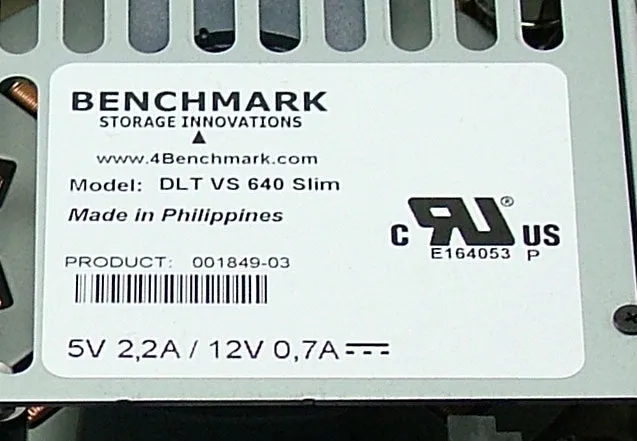 BENCHMARK
STORAGE INNOVATIONS
www.4Benchmark.com
Model: DLT VS 640 Slim
Made in Philippines
PRODUCT: 001849-03
5V 2,2A / 12V 0,7A
C RU® US
E164053 P